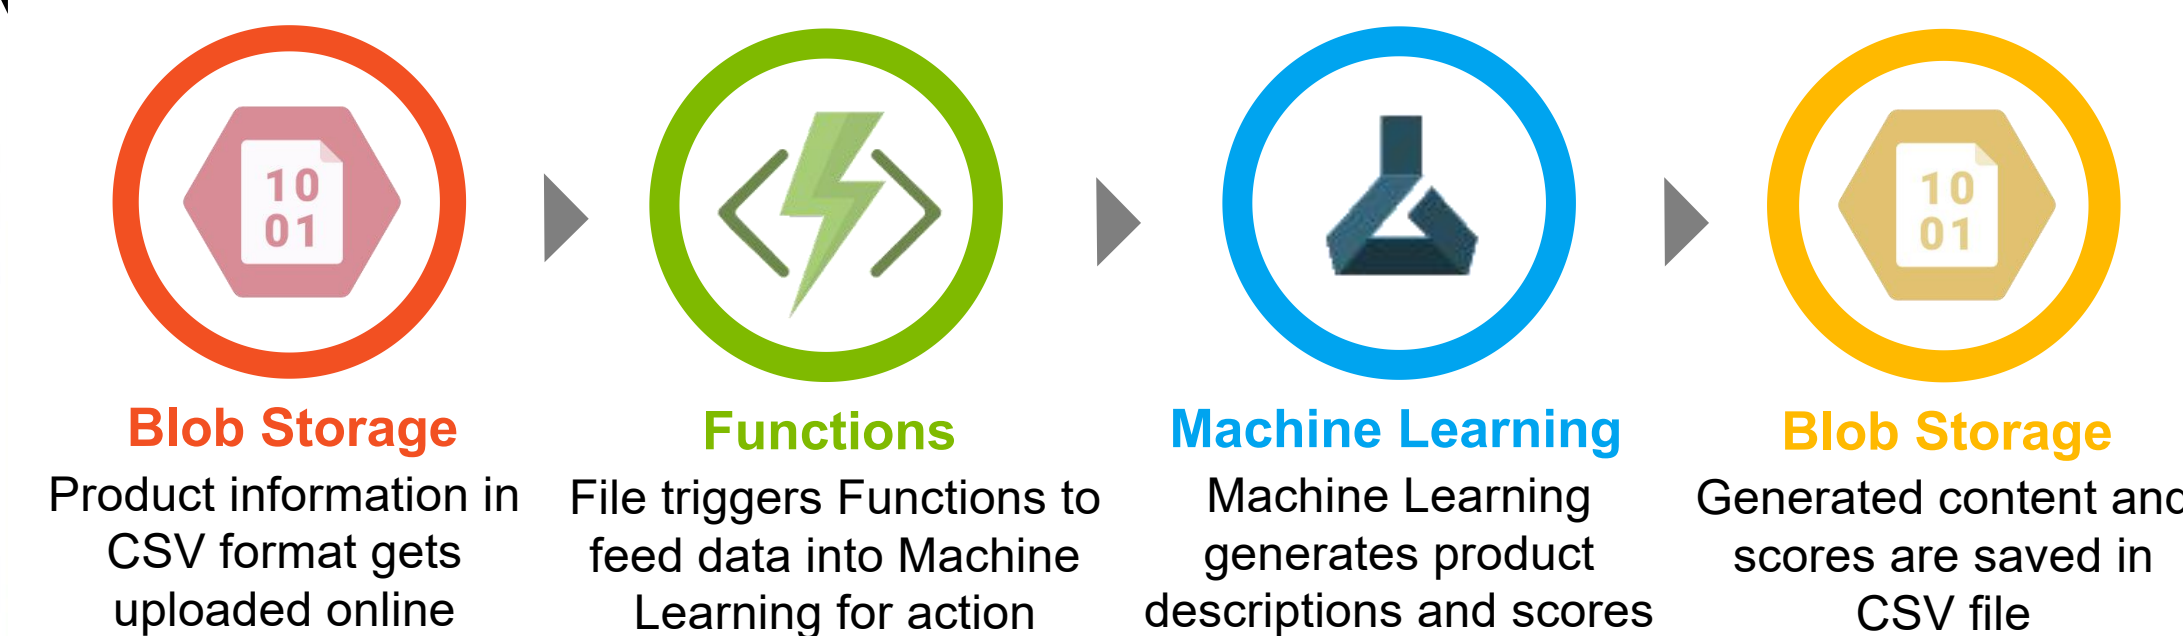 10
01
10
01
Blob Storage
Product information in
CSV format gets
uploaded online
Functions
File triggers Functions to
feed data into Machine
Learning for action
Machine Learning
Machine Learning
generates product
descriptions and scores
Blob Storage
Generated content and
scores are saved in
CSV file